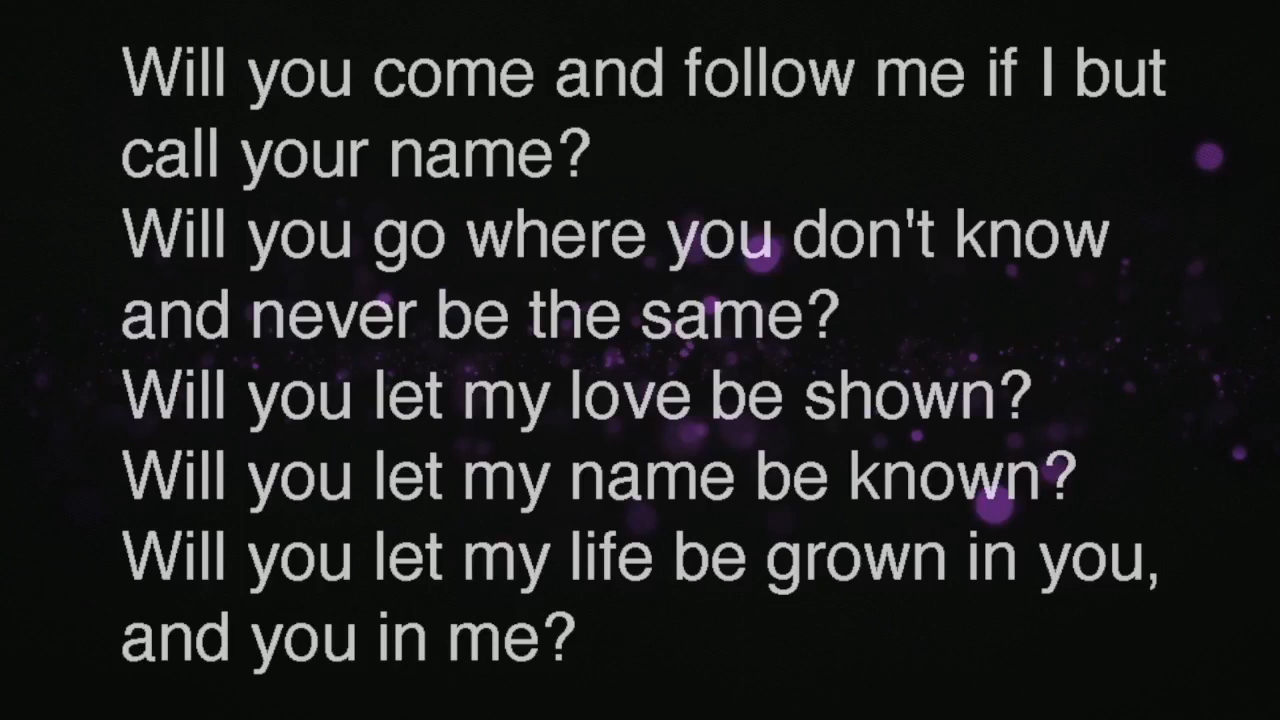 Will you come and follow me if I but
call your name?
Will you go where you don't know
and never be the same?
Will you let my love be shown?
Will you let my name be known?
Will you let my life be grown in you,
and you in me?